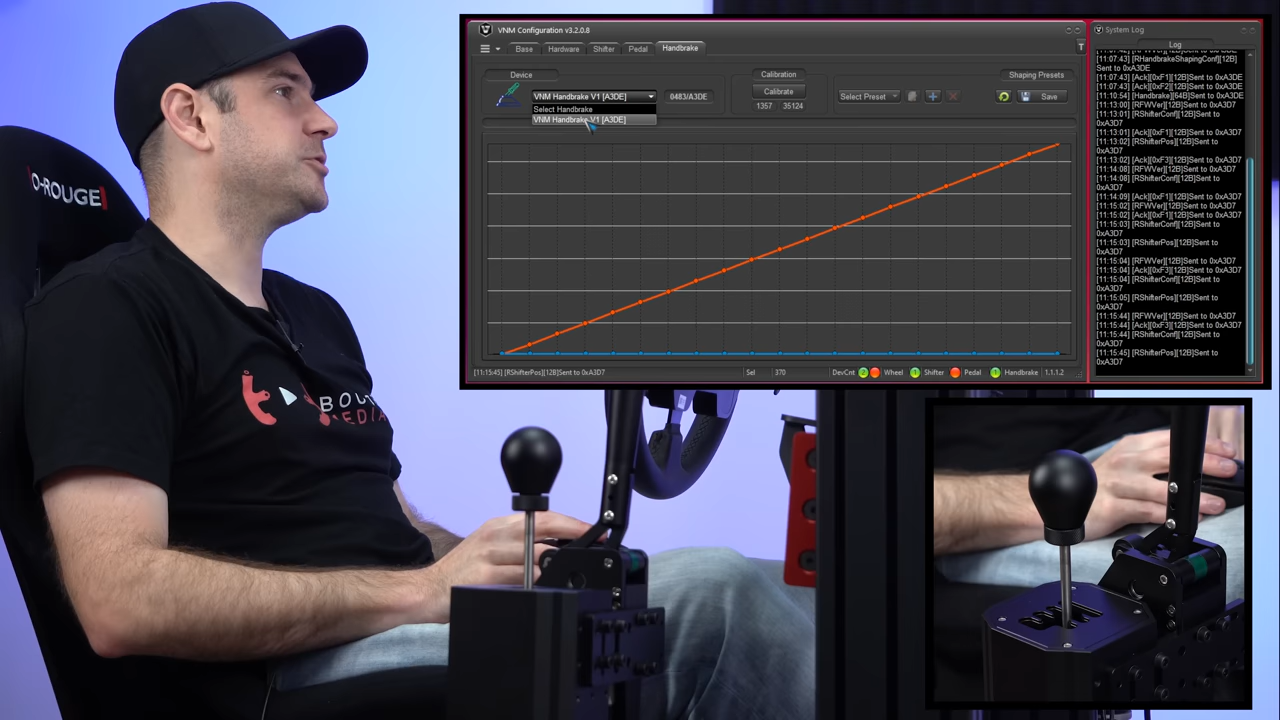 VNM Configuration v3.2.0.8
Base Hardware Shifter Pedal Handbrake
T
Device
VNM Handbrake V1 [A3DE]
0483/A3DE
Select Handbrake
VNM Handbrake V1 [A3DE]
Calibration
Calibrate
1357 35124
Shaping Presets
Select Preset
Save
[11:15:45] [RShifterPos][12B]Sent to 0xA3D7
Sel 370
DevCnt 2 Wheel 1 Shifter Pedal 1 Handbrake 1.1.1.2
System Log
Log
[11:07:42] [RFWVer][12B]Sent to 0xA3DE
[11:07:43] [RHandbrakeShapingConf][12B]
Sent to 0xA3DE
[11:07:43] [Ack][0xF1][12B]Sent to 0xA3DE
[11:07:43] [Ack][0xF2][12B]Sent to 0xA3DE
[11:10:54] [Handbrake][64B]Sent to 0xA3DE
[11:13:00] [RFWVer][12B]Sent to 0xA3D7
[11:13:01] [RShifterConf][12B]Sent to
0xA3D7
[11:13:01] [Ack][0xF1][12B]Sent to 0xA3D7
[11:13:02] [RShifterPos][12B]Sent to
0xA3D7
[11:13:02] [Ack][0xF3][12B]Sent to 0xA3D7
[11:14:08] [RFWVer][12B]Sent to 0xA3D7
[11:14:08] [RShifterConf][12B]Sent to
0xA3D7
[11:14:09] [Ack][0xF1][12B]Sent to 0xA3D7
[11:15:02] [RFWVer][12B]Sent to 0xA3D7
[11:15:02] [Ack][0xF1][12B]Sent to 0xA3D7
[11:15:03] [RShifterConf][12B]Sent to
0xA3D7
[11:15:03] [RShifterPos][12B]Sent to
0xA3D7
[11:15:04] [RFWVer][12B]Sent to 0xA3D7
[11:15:04] [Ack][0xF3][12B]Sent to 0xA3D7
[11:15:04] [RShifterConf][12B]Sent to
0xA3D7
[11:15:05] [RShifterPos][12B]Sent to
0xA3D7
[11:15:44] [RFWVer][12B]Sent to 0xA3D7
[11:15:44] [Ack][0xF3][12B]Sent to 0xA3D7
[11:15:44] [RShifterConf][12B]Sent to
0xA3D7
[11:15:45] [RShifterPos][12B]Sent to
0xA3D7
O-ROUGE